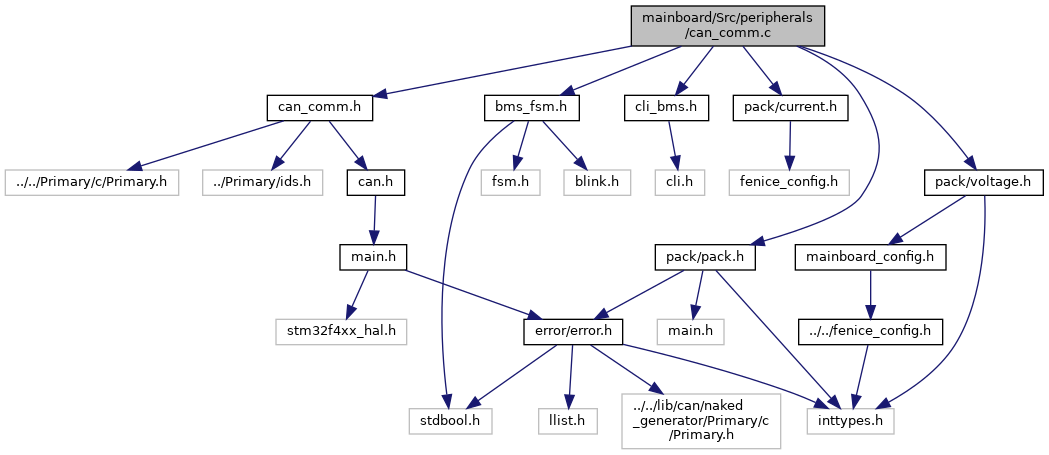 mainboard/Src/peripherals
/can_comm.c
can_comm.h
bms_fsm.h
cli_bms.h
pack/current.h
../../Primary/c/Primary.h
../Primary/ids.h
can.h
fsm.h
blink.h
cli.h
fenice_config.h
pack/voltage.h
main.h
pack/pack.h
mainboard_config.h
stm32f4xx_hal.h
error/error.h
main.h
../../fenice_config.h
stdbool.h
llist.h
../../lib/can/naked
_generator/Primary/c
/Primary.h
inttypes.h